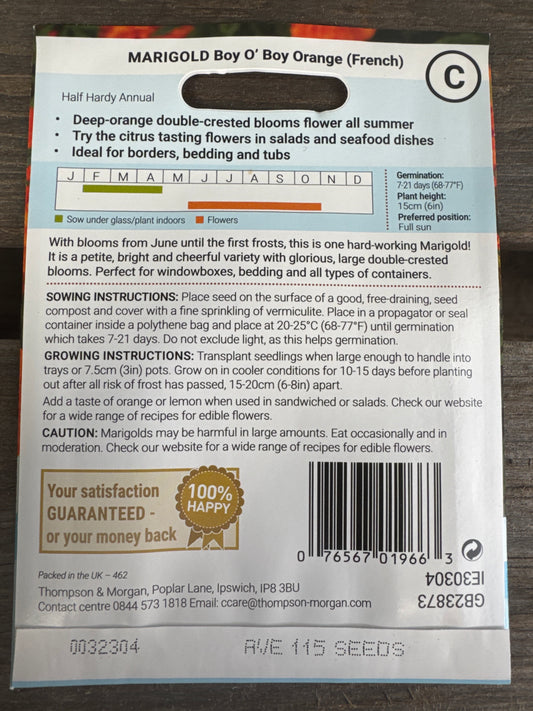 MARIGOLD Boy O' Boy Orange (French)
C
Half Hardy Annual
• Deep-orange double-crested blooms flower all summer
• Try the citrus tasting flowers in salads and seafood dishes
• Ideal for borders, bedding and tubs
J F M A M J J A S O N D
Sow under glass/plant indoors Flowers
Germination:
7-21 days (68-77°F)
Plant height:
15cm (6in)
Preferred position:
Full sun
With blooms from June until the first frosts, this is one hard-working Marigold!
It is a petite, bright and cheerful variety with glorious, large double-crested
blooms. Perfect for windowboxes, bedding and all types of containers.
SOWING INSTRUCTIONS: Place seed on the surface of a good, free-draining, seed
compost and cover with a fine sprinkling of vermiculite. Place in a propagator or seal
container inside a polythene bag and place at 20-25°C (68-77°F) until germination
which takes 7-21 days. Do not exclude light, as this helps germination.
GROWING INSTRUCTIONS: Transplant seedlings when large enough to handle into
trays or 7.5cm (3in) pots. Grow on in cooler conditions for 10-15 days before planting
out after all risk of frost has passed, 15-20cm (6-8in) apart.
Add a taste of orange or lemon when used in sandwiched or salads. Check our website
for a wide range of recipes for edible flowers.
CAUTION: Marigolds may be harmful in large amounts. Eat occasionally and in
moderation. Check our website for a wide range of recipes for edible flowers.
Your satisfaction
GUARANTEED -
or your money back
100%
HAPPY
0 76567 01966 3
Packed in the UK – 462
Thompson & Morgan, Poplar Lane, Ipswich, IP8 3BU
Contact centre 0844 573 1818 Email: ccare@thompson-morgan.com
GB23873
IE30304
0032304 AVE 115 SEEDS